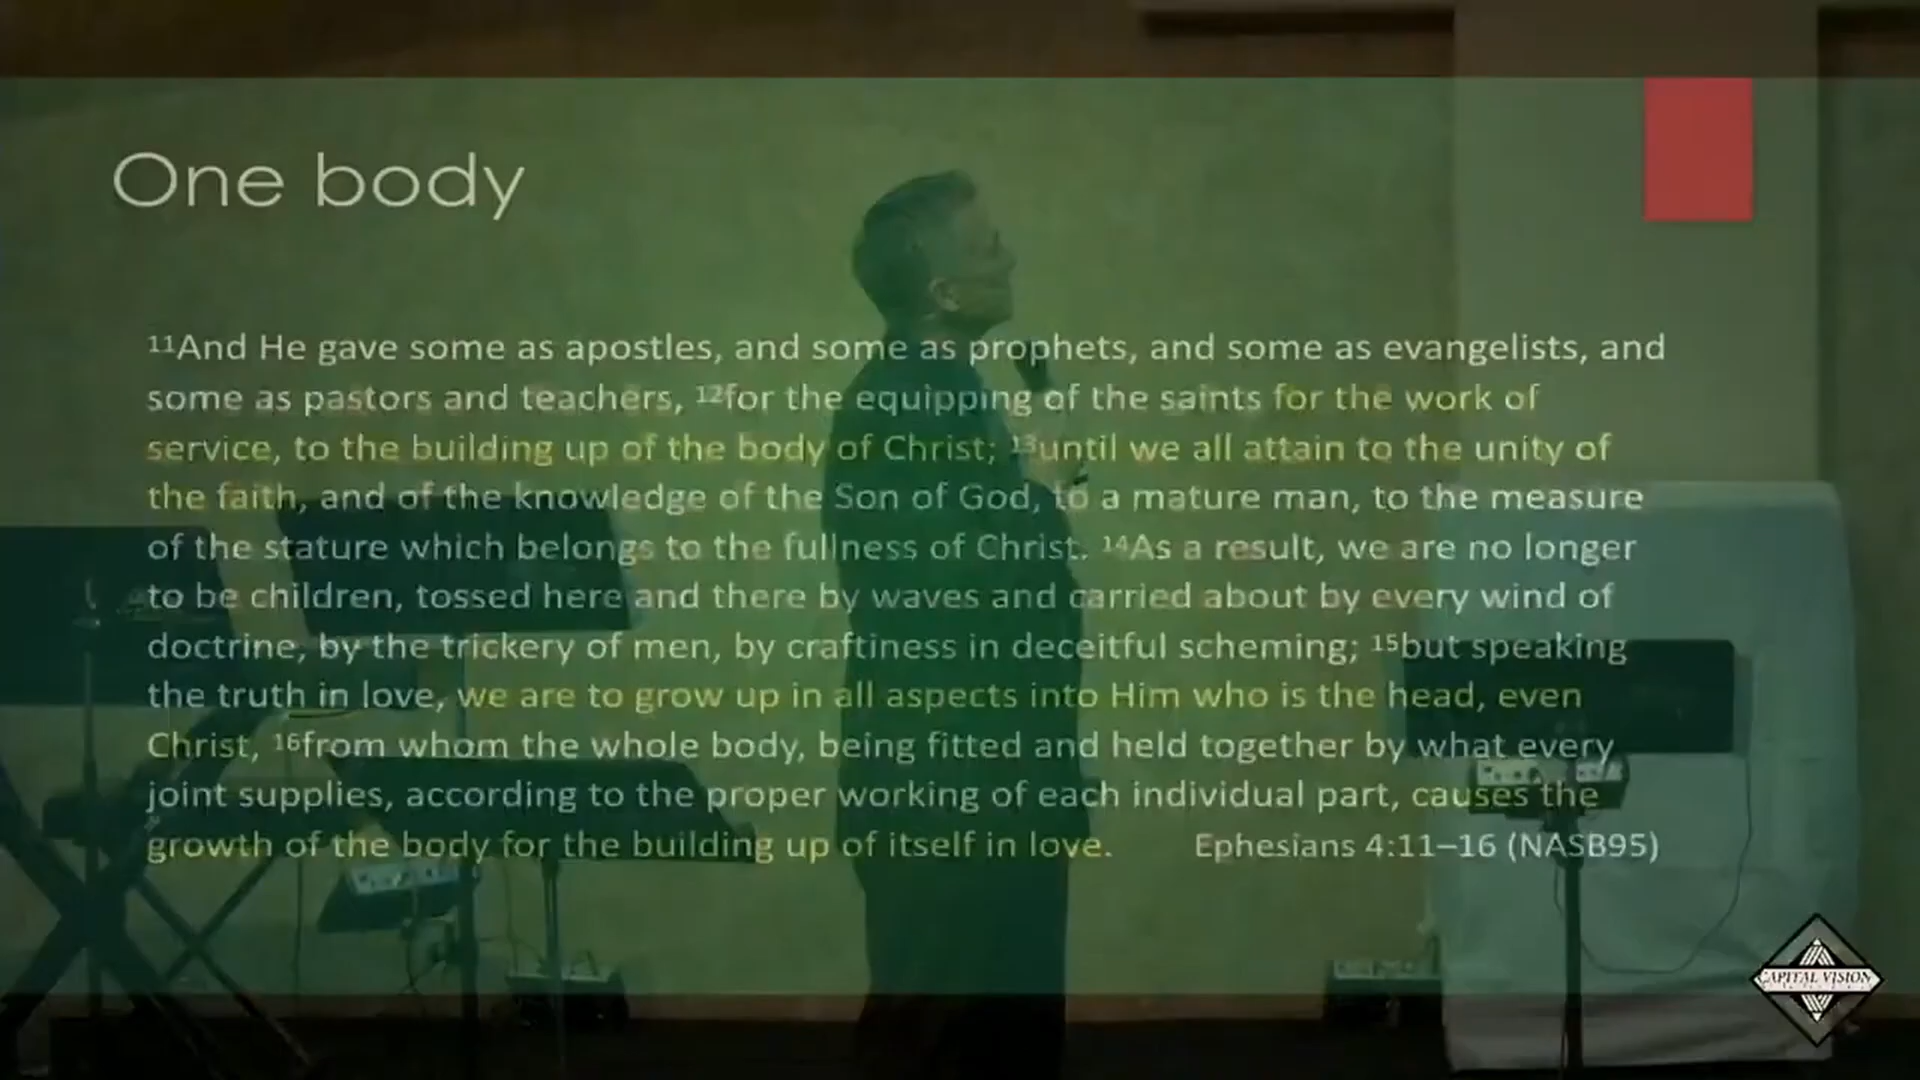 One body
¹¹And He gave some as apostles, and some as prophets, and some as evangelists, and
some as pastors and teachers, ¹²for the equipping of the saints for the work of
service, to the building up of the body of Christ; ¹³until we all attain to the unity of
the faith, and of the knowledge of the Son of God, to a mature man, to the measure
of the stature which belongs to the fullness of Christ. ¹⁴As a result, we are no longer
to be children, tossed here and there by waves and carried about by every wind of
doctrine, by the trickery of men, by craftiness in deceitful scheming; ¹⁵but speaking
the truth in love, we are to grow up in all aspects into Him who is the head, even
Christ, ¹⁶from whom the whole body, being fitted and held together by what every
joint supplies, according to the proper working of each individual part, causes the
growth of the body for the building up of itself in love. Ephesians 4:11–16 (NASB95)
CAPITAL VISION